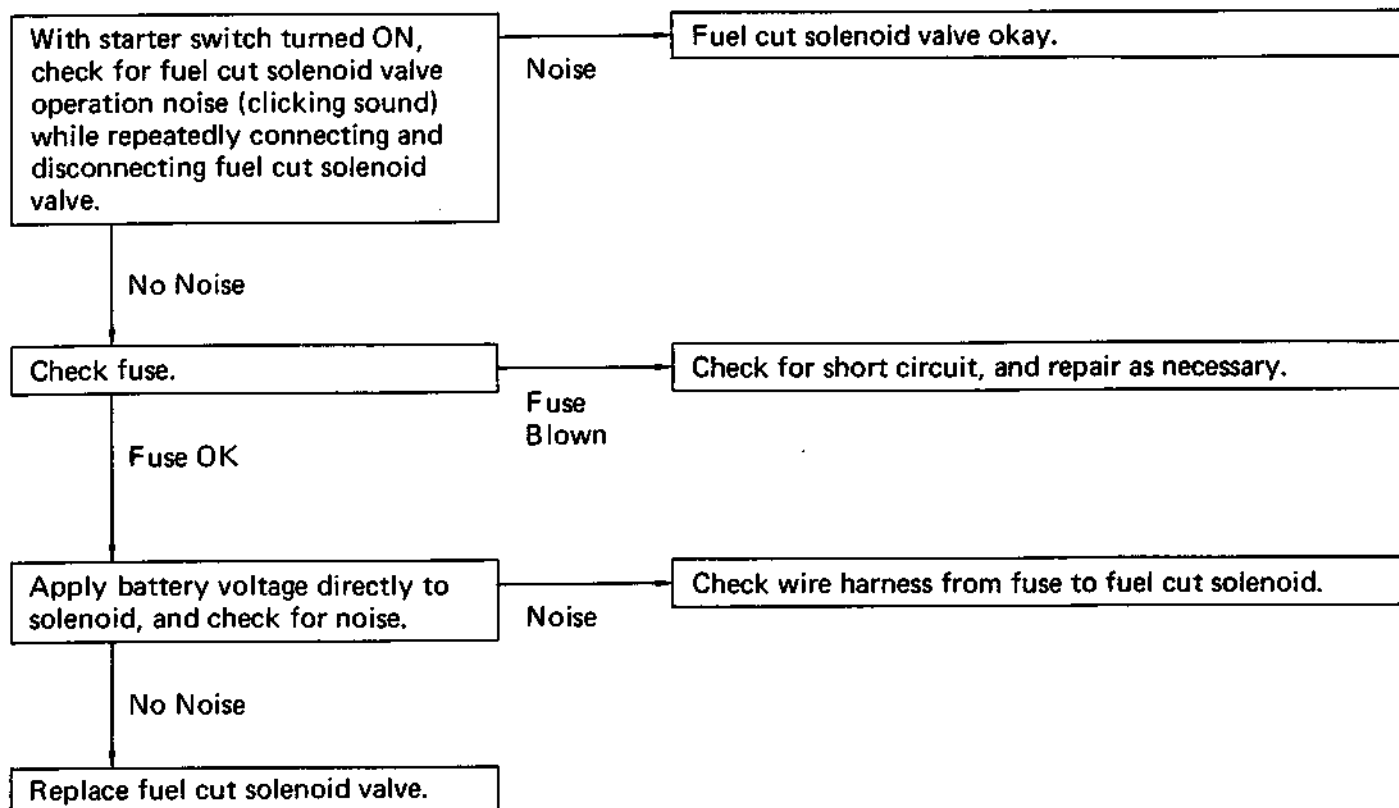 With starter switch turned ON,
check for fuel cut solenoid valve
operation noise (clicking sound)
while repeatedly connecting and
disconnecting fuel cut solenoid
valve.
Noise
Fuel cut solenoid valve okay.
No Noise
Check fuse.
Fuse
Blown
Check for short circuit, and repair as necessary.
Fuse OK
Apply battery voltage directly to
solenoid, and check for noise.
Noise
Check wire harness from fuse to fuel cut solenoid.
No Noise
Replace fuel cut solenoid valve.